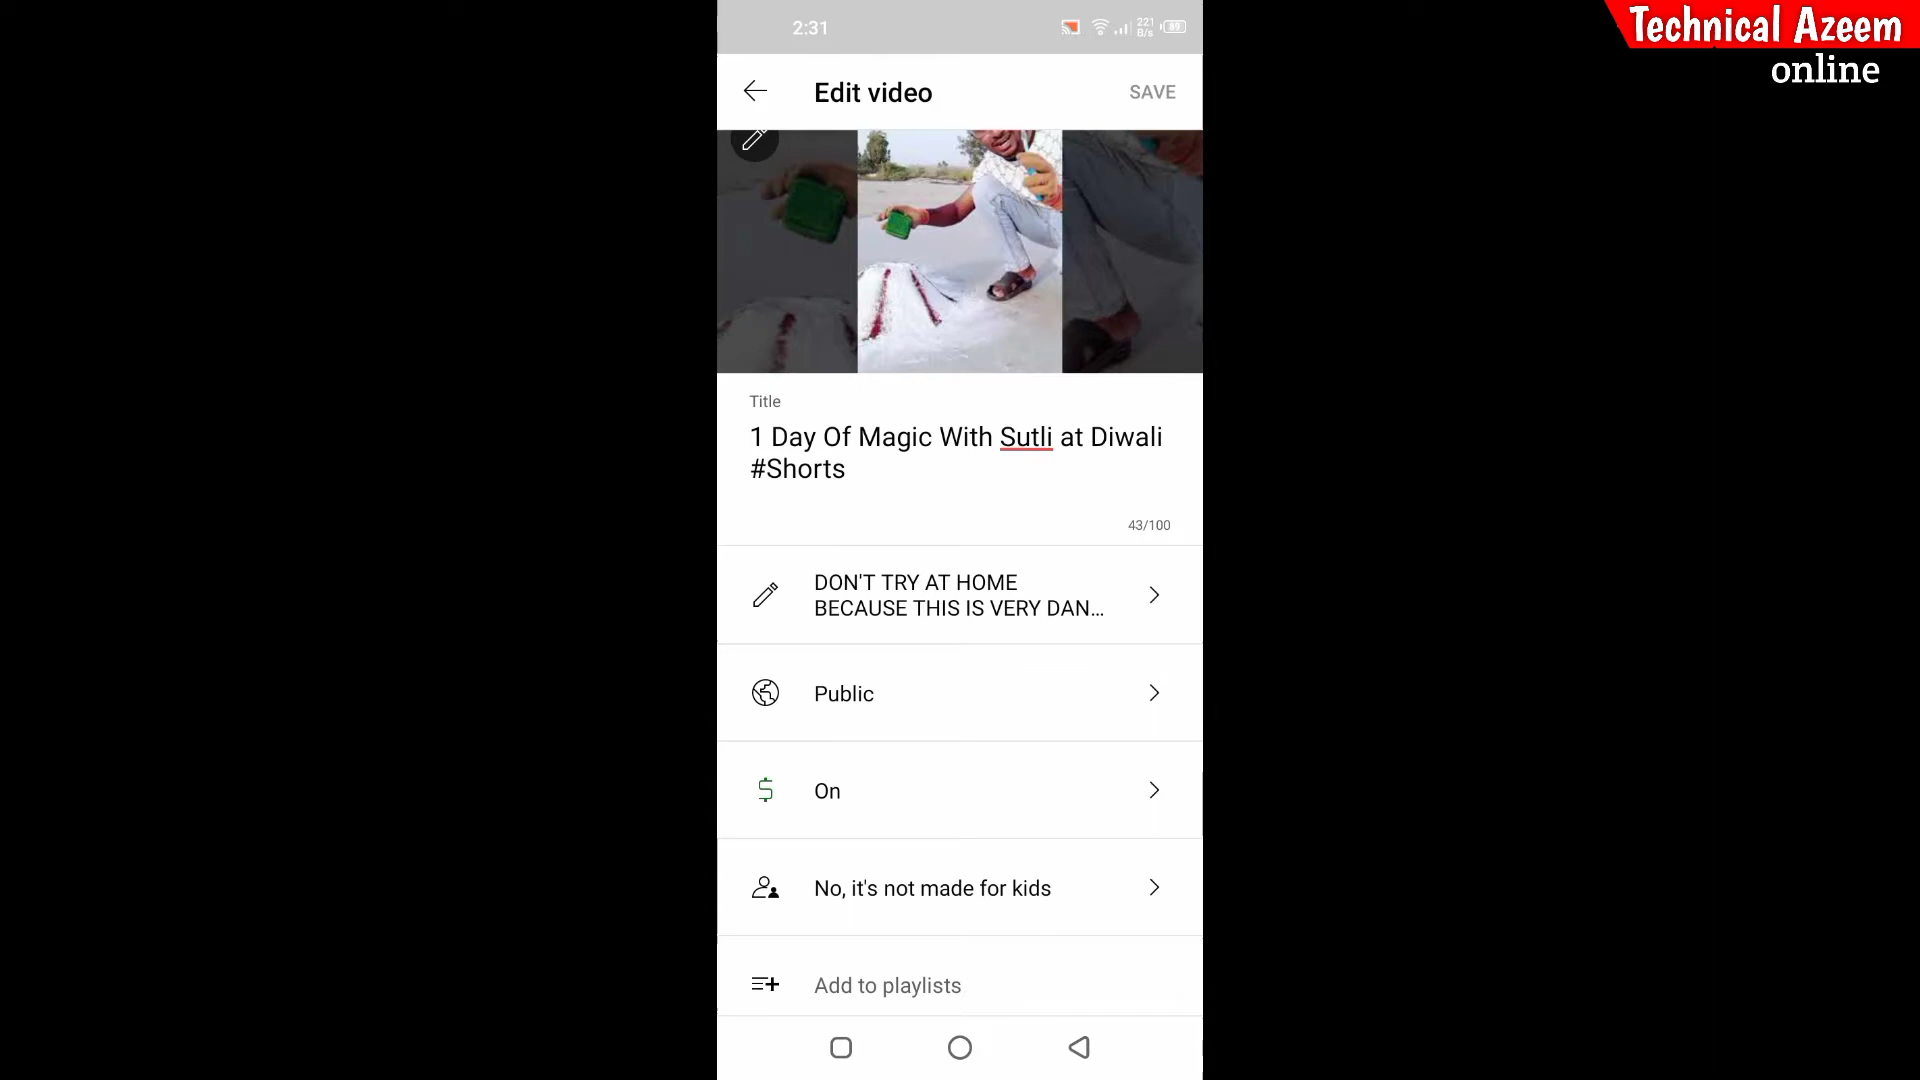 Technical Azeem
online
2:31
221
B/s
89
Edit video
SAVE
Title
1 Day Of Magic With Sutli at Diwali
#Shorts
43/100
DON'T TRY AT HOME
BECAUSE THIS IS VERY DAN...
Public
On
No, it's not made for kids
Add to playlists